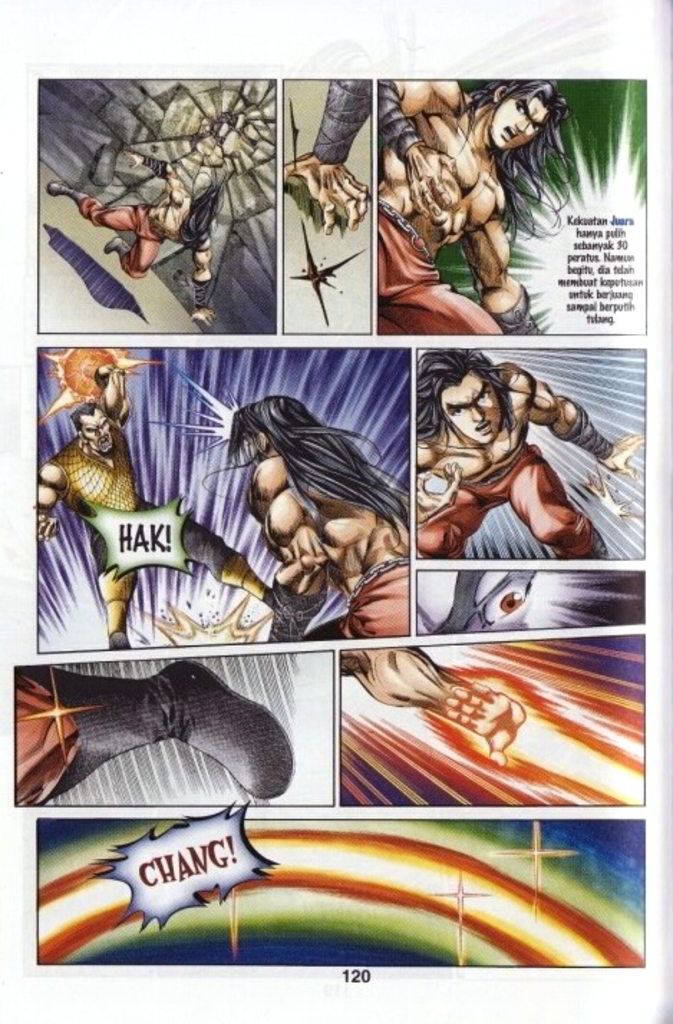 Kekuatan Juara
hanya pulih
sebanyak 30
peratus. Namun
begitu, dia telah
membuat keputusan
untuk berjuang
sampai berputih
tulang.
HAK!
CHANG!
120